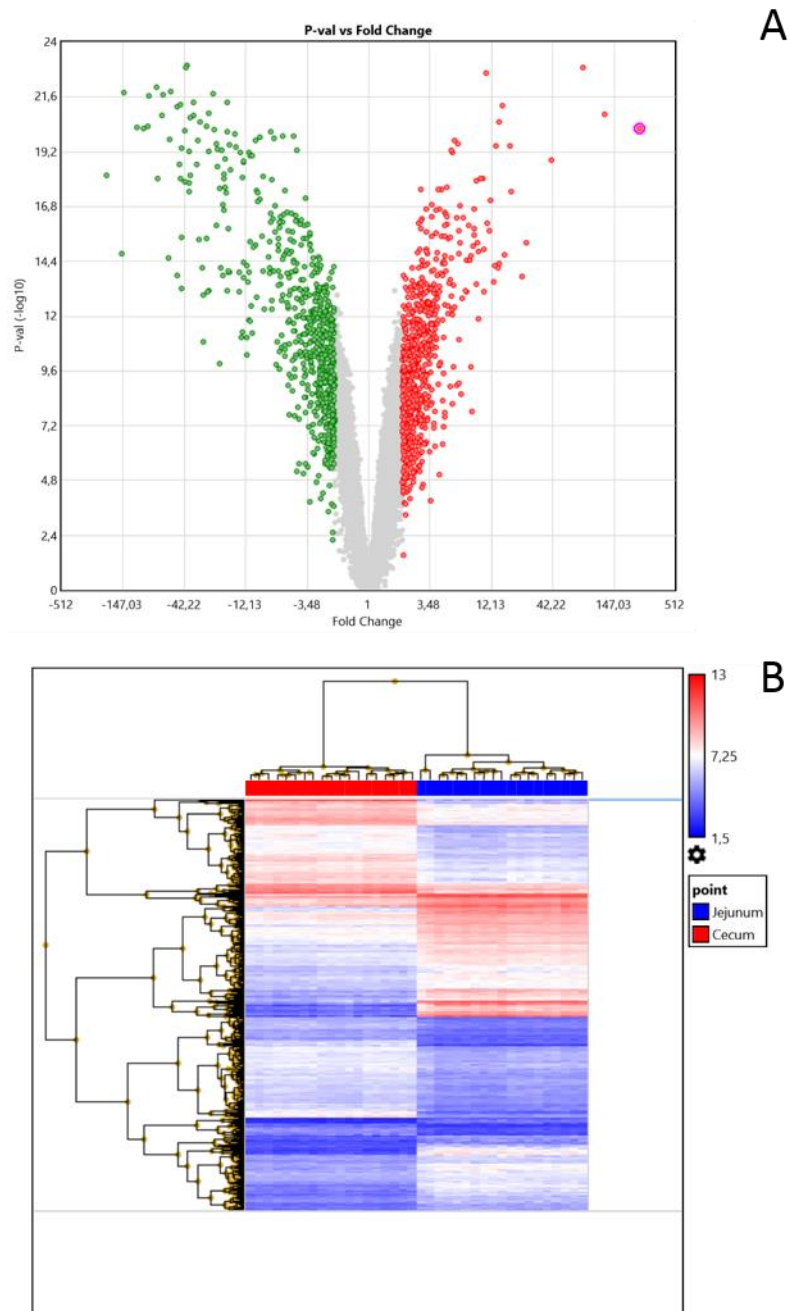 A
P-val vs Fold Change
24
21,6
19,2
16,8
14,4
12
9,6
7,2
4,8
2,4
0
P-val (-log10)
-512 -147,03 -42,22 -12,13 -3,48 1 3,48 12,13 42,22 147,03 512
Fold Change
B
13
7,25
1,5
point
Jejunum
Cecum